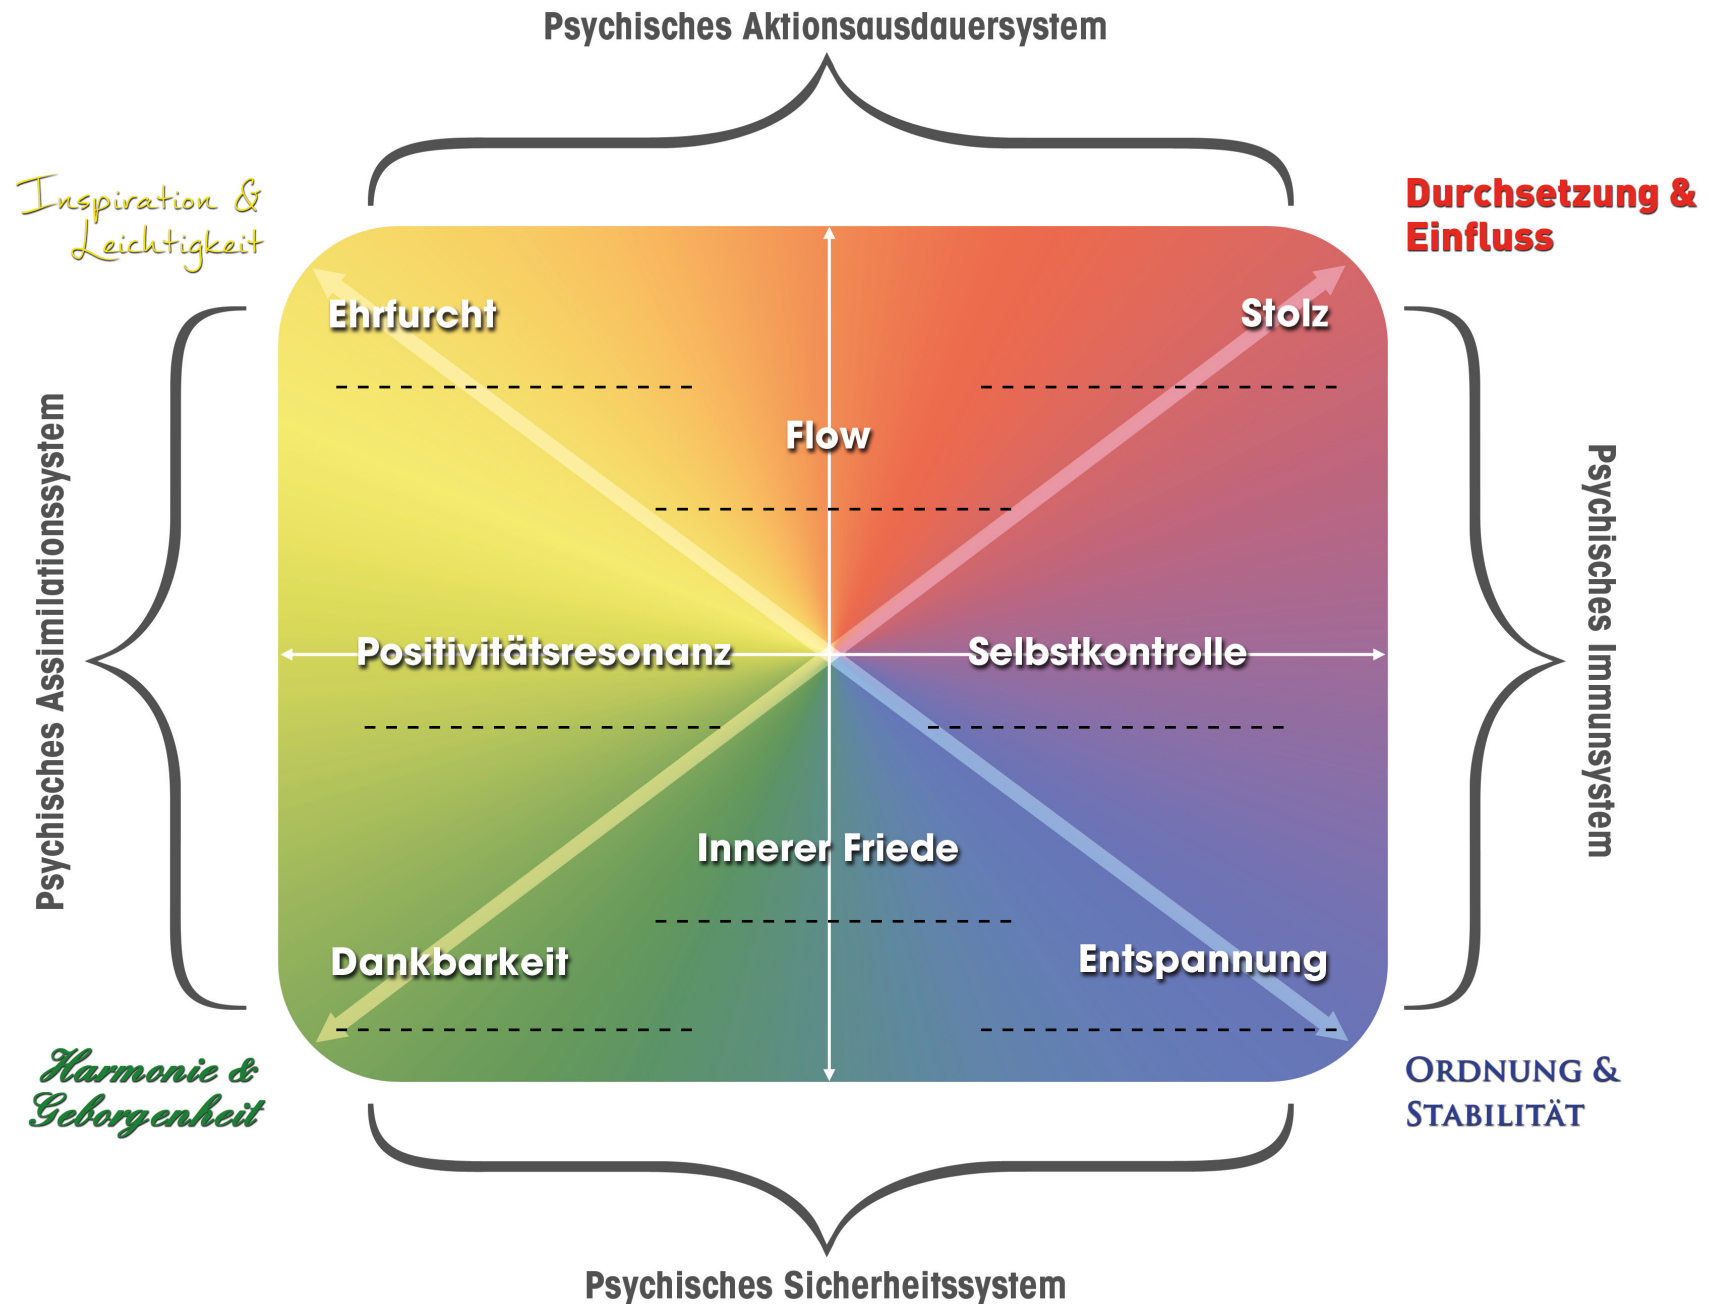 Psychisches Aktionsausdauersystem
Inspiration &
Leichtigkeit
Durchsetzung &
Einfluss
Ehrfurcht
Stolz
Flow
Psychisches Assimilationssystem
Psychisches Immunsystem
Positivitätsresonanz
Selbstkontrolle
Innerer Friede
Dankbarkeit
Entspannung
Harmonie &
Geborgenheit
Ordnung &
Stabilität
Psychisches Sicherheitssystem